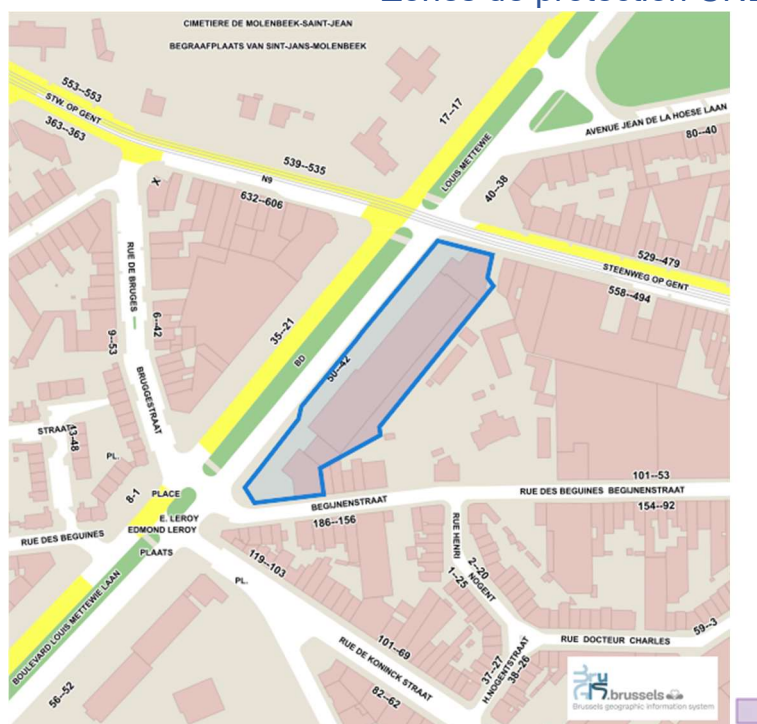 CIMETIERE DE MOLENBEEK-SAINT-JEAN
BEGRAAFPLAATS VAN SINT-JANS-MOLENBEEK
553--553
STW. OP GENT
363--363
17--17
AVENUE JEAN DE LA HOESE LAAN
80--40
539--535
N9
632--606
LOUIS METTEWIE
40--38
529--479
STEENWEG OP GENT
558--494
RUE DE BRUGES
6--42
9--53
BRUGGESTRAAT
35--21
BD
50--42
STRAAT
43-48
PL.
8-1
PLACE
E. LEROY
EDMOND LEROY
PLAATS
RUE DES BEGUINES
BEGIJNENSTRAAT
186--156
101--53
RUE DES BEGUINES BEGIJNENSTRAAT
154--92
RUE HENRI
NOGENT
2--20
1--25
119--103
PL.
BOULEVARD LOUIS METTEWIE LAAN
56--52
101--69
RUE DE KONINCK STRAAT
82--62
37--27
H.NOGENTSTRAAT
38--26
RUE DOCTEUR CHARLES
59--3
.brussels
Brussels geographic information system